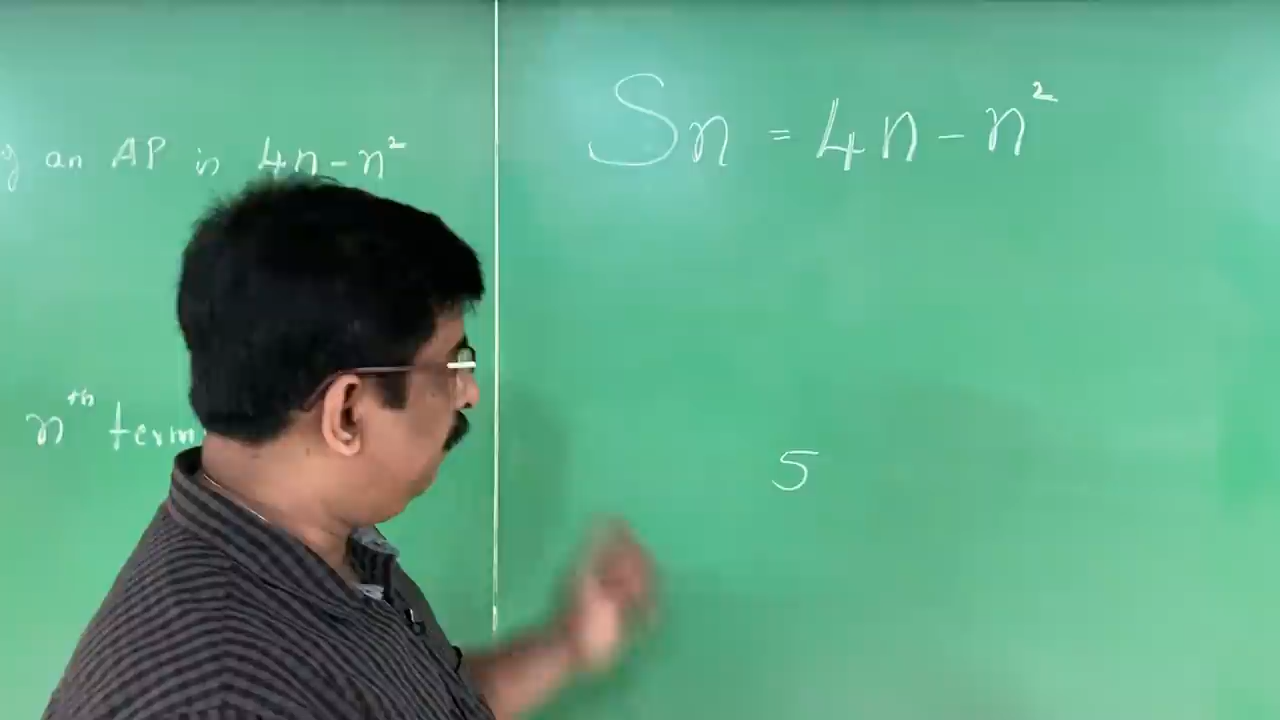 an AP is 4n - n²
nᵗʰ term
Sn = 4n - n²
5